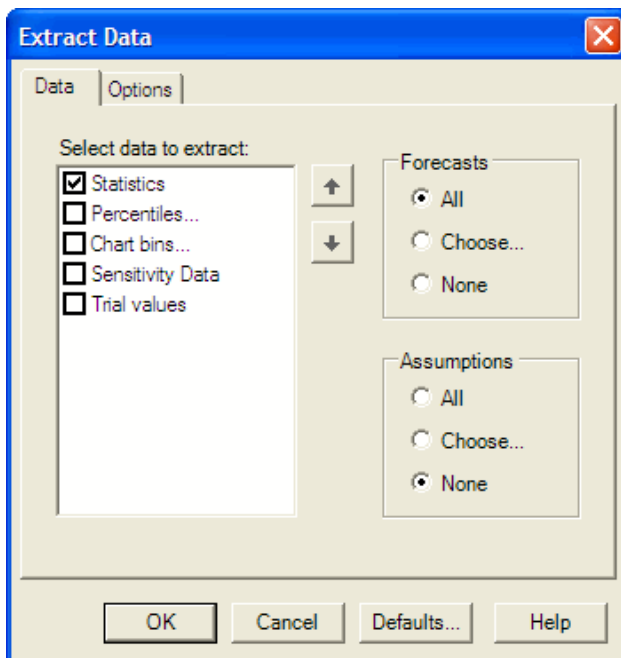 Extract Data
Data
Options
Select data to extract:
Statistics
Percentiles...
Chart bins...
Sensitivity Data
Trial values
Forecasts
All
Choose...
None
Assumptions
All
Choose...
None
OK
Cancel
Defaults...
Help